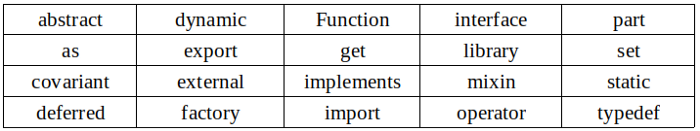 abstract dynamic Function interface part
as export get library set
covariant external implements mixin static
deferred factory import operator typedef